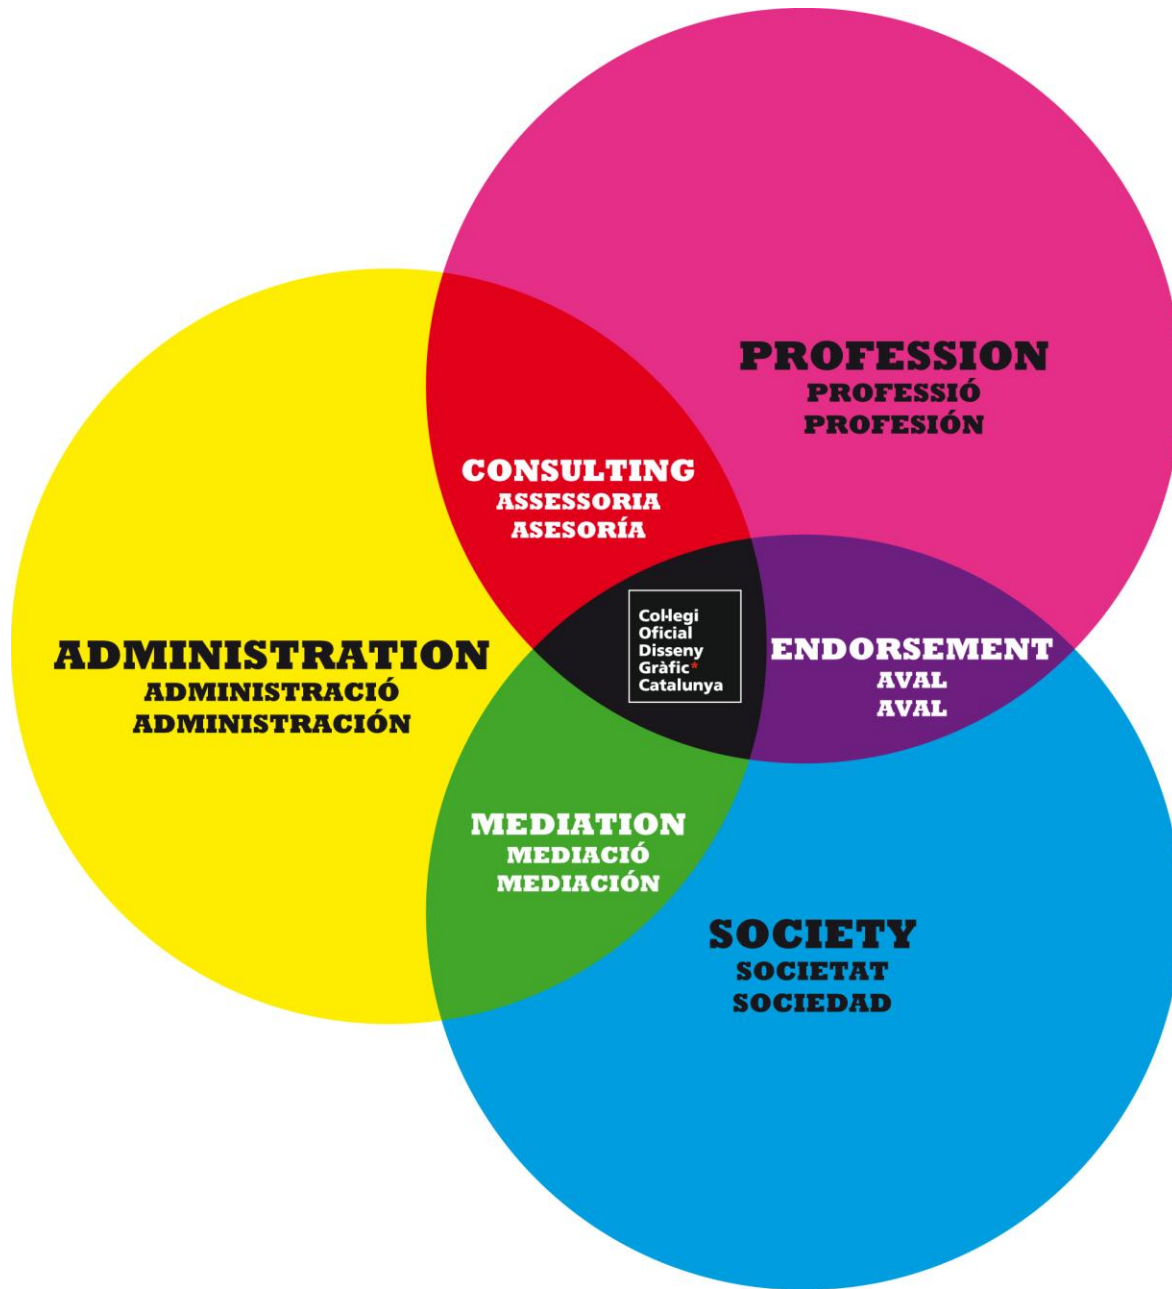 PROFESSION
PROFESSIÓ
PROFESIÓN
CONSULTING
ASSESSORIA
ASESORÍA
ADMINISTRATION
ADMINISTRACIÓ
ADMINISTRACIÓN
Col·legi
Oficial
Disseny
Gràfic*
Catalunya
ENDORSEMENT
AVAL
AVAL
MEDIATION
MEDIACIÓ
MEDIACIÓN
SOCIETY
SOCIETAT
SOCIEDAD